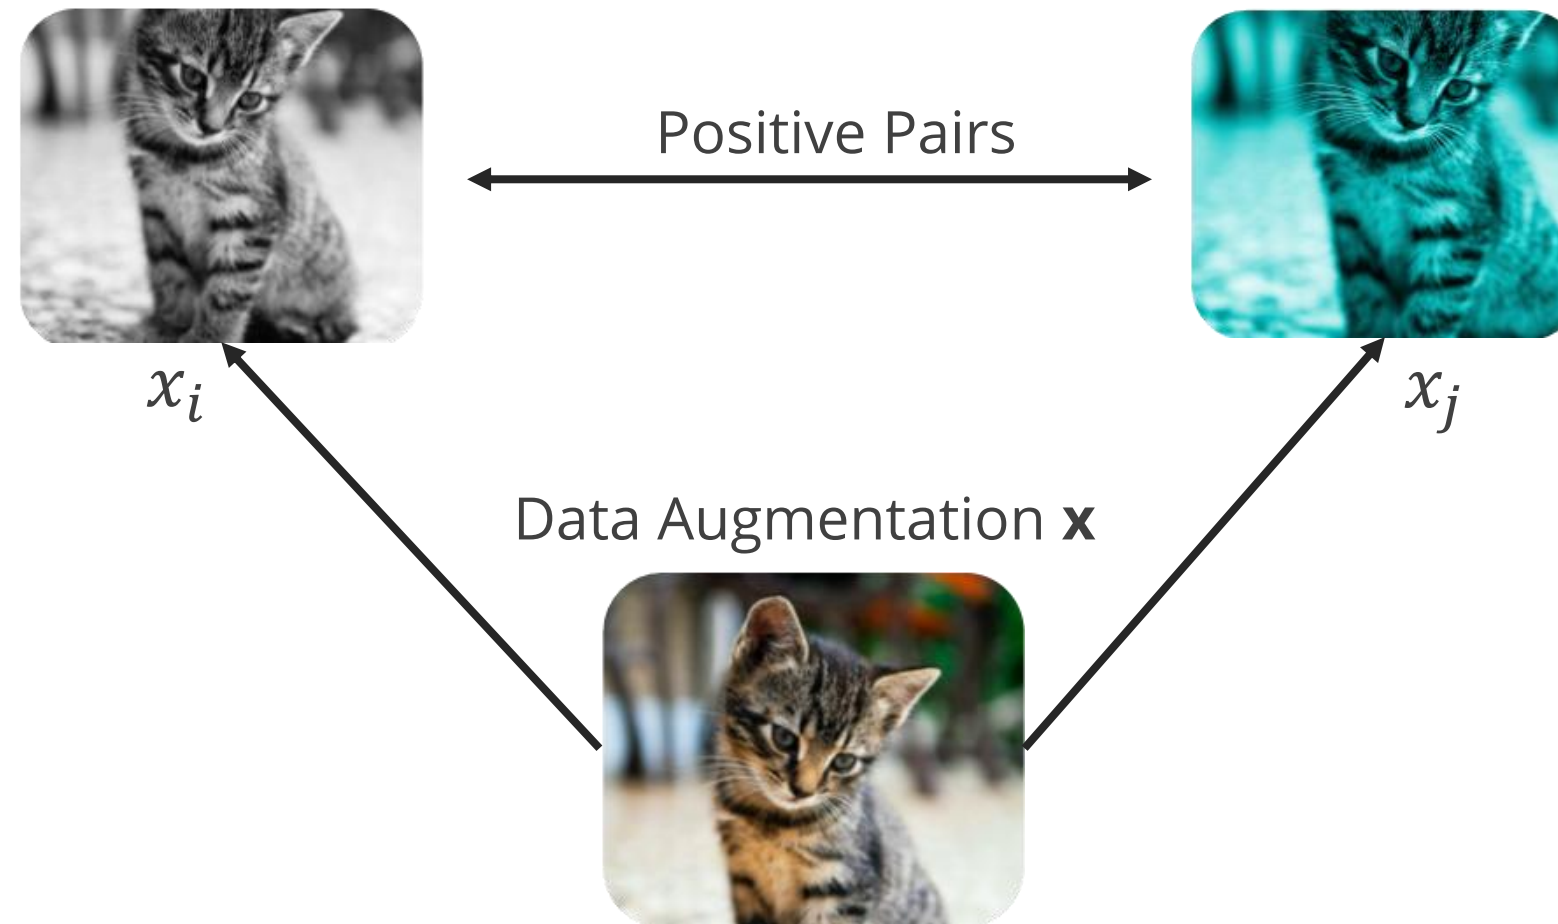 Positive Pairs
x_i
x_j
Data Augmentation x